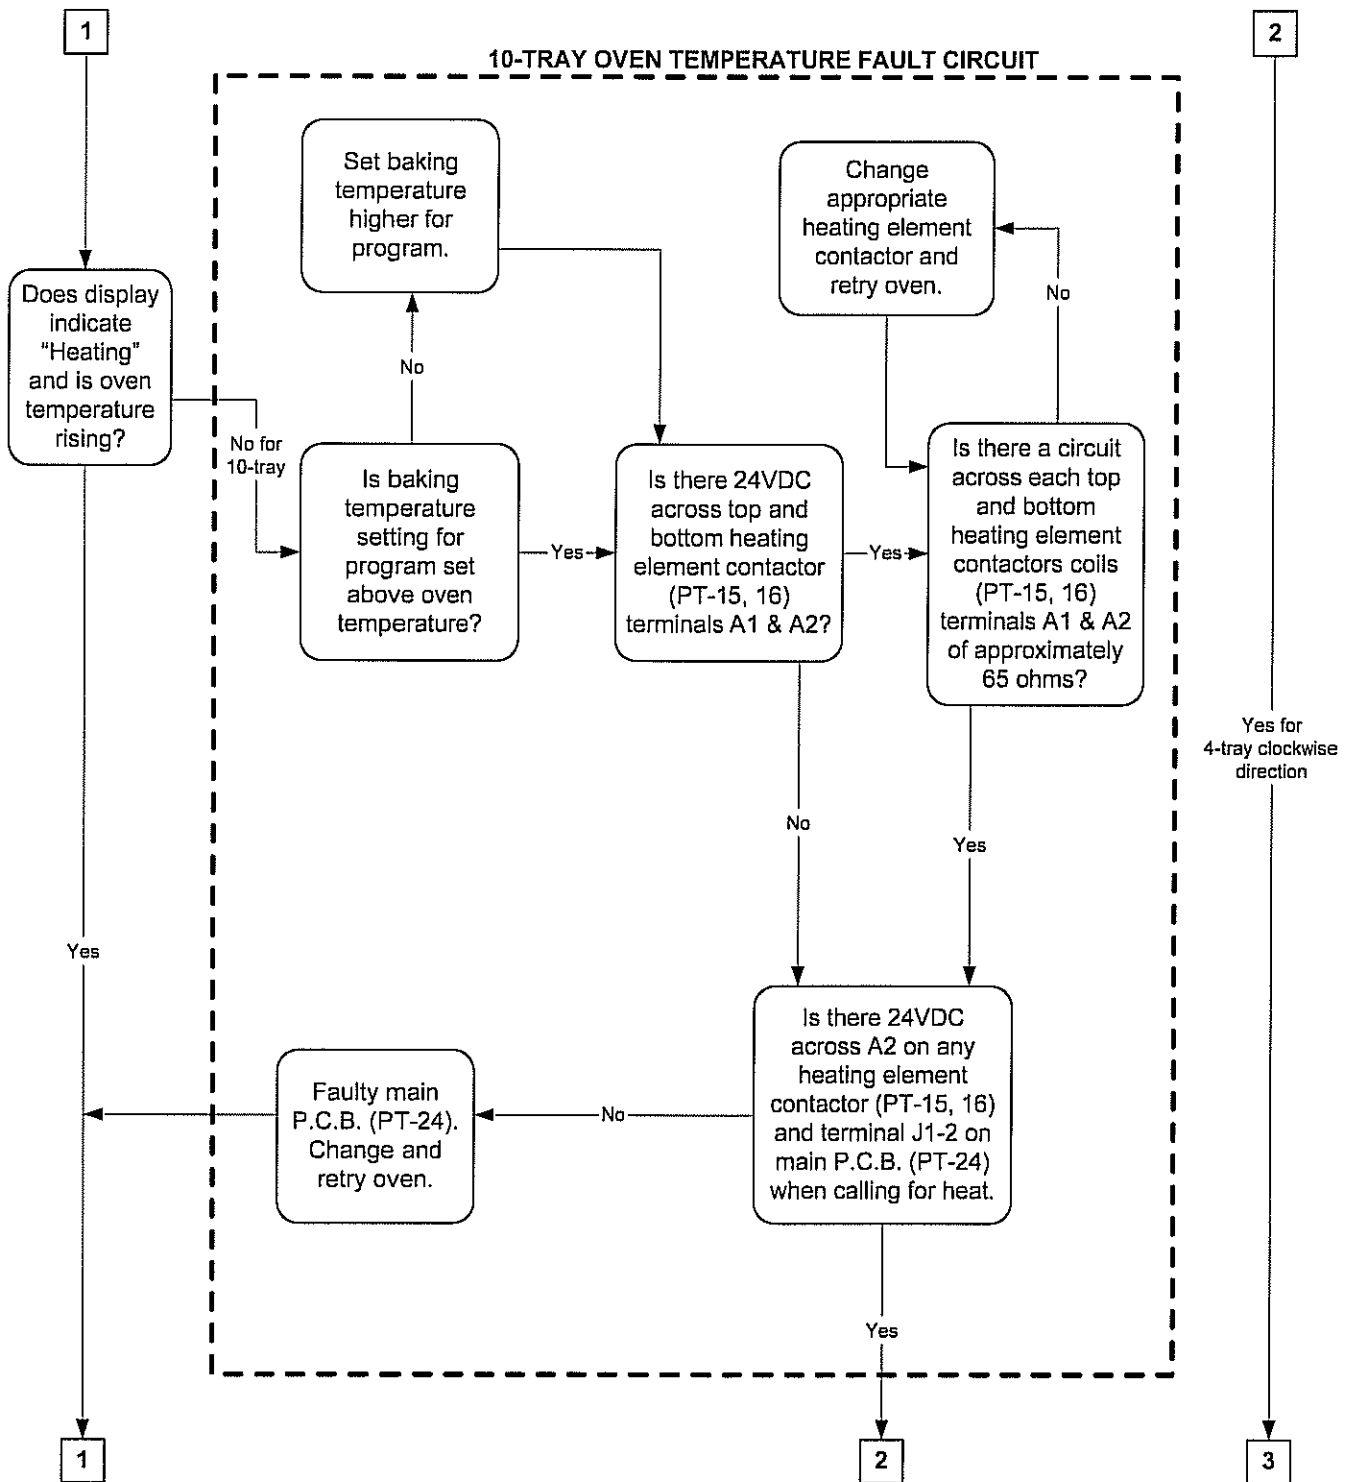 1
2
10-TRAY OVEN TEMPERATURE FAULT CIRCUIT
Set baking
temperature
higher for
program.
Change
appropriate
heating element
contactor and
retry oven.
Does display
indicate
"Heating"
and is oven
temperature
rising?
No
No
No for
10-tray
Is baking
temperature
setting for
program set
above oven
temperature?
Yes
Is there 24VDC
across top and
bottom heating
element contactor
(PT-15, 16)
terminals A1 & A2?
Yes
Is there a circuit
across each top
and bottom
heating element
contactors coils
(PT-15, 16)
terminals A1 & A2
of approximately
65 ohms?
Yes for
4-tray clockwise
direction
No
Yes
Yes
Is there 24VDC
across A2 on any
heating element
contactor (PT-15, 16)
and terminal J1-2 on
main P.C.B. (PT-24)
when calling for heat.
No
Faulty main
P.C.B. (PT-24).
Change and
retry oven.
Yes
1
2
3